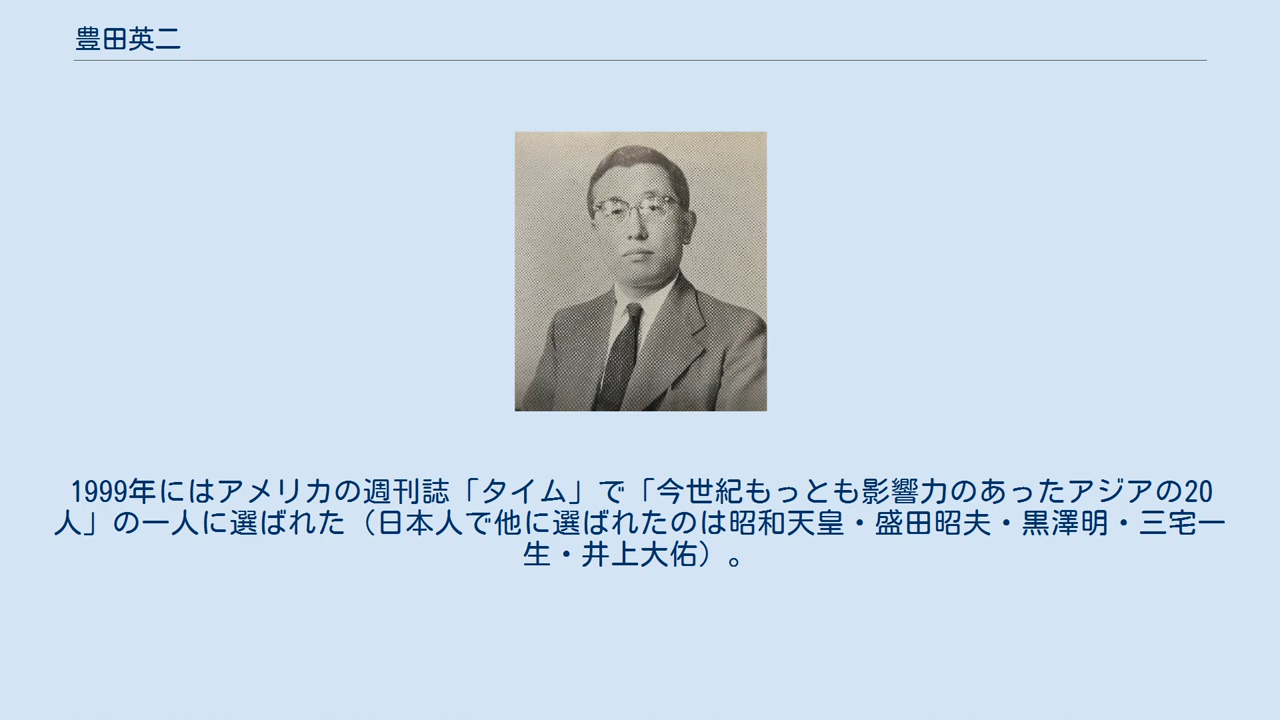 豊田英二
1999年にはアメリカの週刊誌「タイム」で「今世紀もっとも影響力のあったアジアの20
人」の一人に選ばれた（日本人で他に選ばれたのは昭和天皇・盛田昭夫・黒澤明・三宅一
生・井上大佑）。